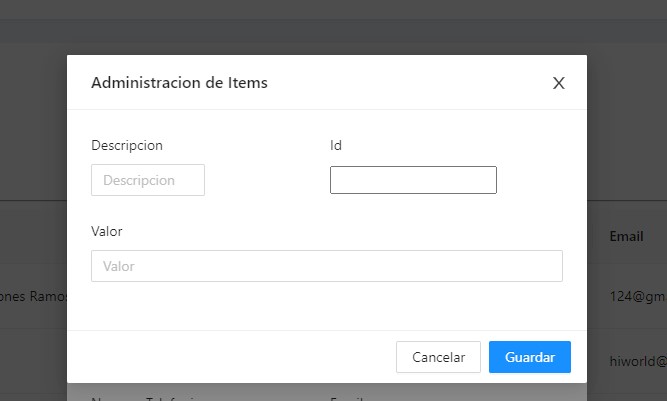 Administracion de Items
X
Descripcion Id
Descripcion
Valor
Email
Valor
ones Ramos
124@gm
Cancelar Guardar
hiworld@